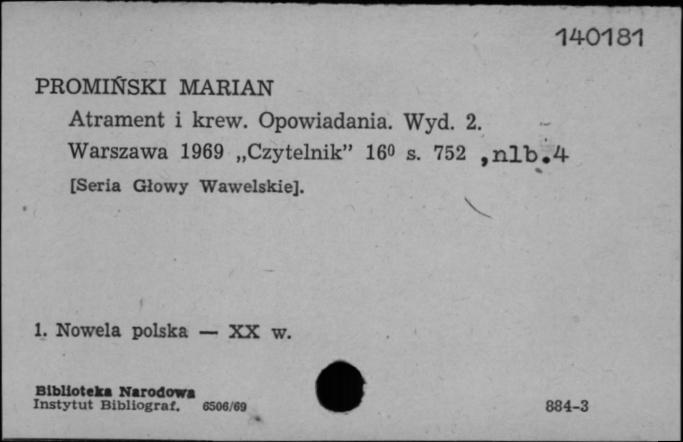 140181
PROMIŃSKI MARIAN
Atrament i krew. Opowiadania. Wyd. 2.
Warszawa 1969 „Czytelnik” 16⁰ s. 752 ,nlb.4
[Seria Głowy Wawelskie].
1. Nowela polska — XX w.
Biblioteka Narodowa
Instytut Bibliograf. 6506/69
884-3